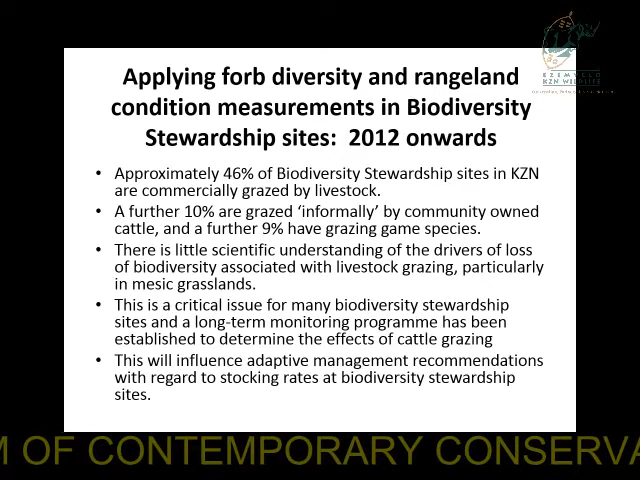 EZEMVELO
KZN WILDLIFE
Applying forb diversity and rangeland
condition measurements in Biodiversity
Stewardship sites:  2012 onwards
• Approximately 46% of Biodiversity Stewardship sites in KZN
are commercially grazed by livestock.
• A further 10% are grazed ‘informally’ by community owned
cattle, and a further 9% have grazing game species.
• There is little scientific understanding of the drivers of loss
of biodiversity associated with livestock grazing, particularly
in mesic grasslands.
• This is a critical issue for many biodiversity stewardship
sites and a long-term monitoring programme has been
established to determine the effects of cattle grazing
• This will influence adaptive management recommendations
with regard to stocking rates at biodiversity stewardship
sites.
M OF CONTEMPORARY CONSERVA